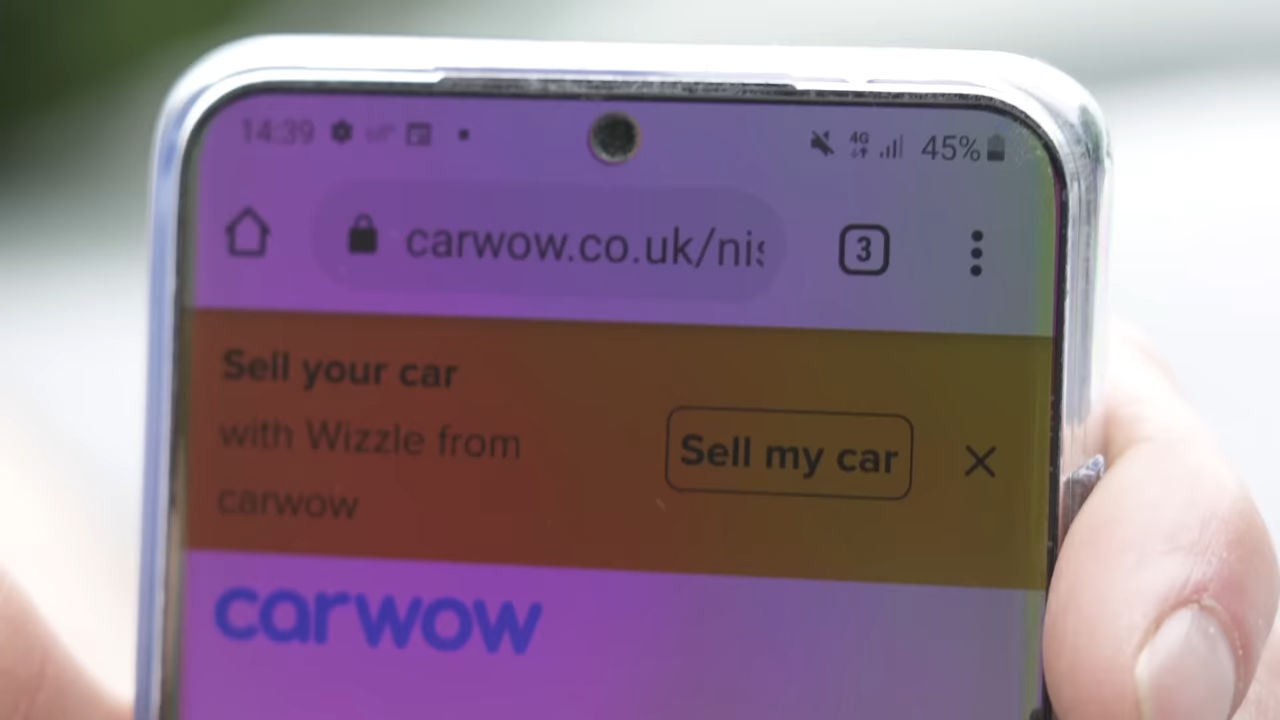 14:39 4G 45%
carwow.co.uk/nis 3
Sell your car
with Wizzle from
carwow
Sell my car
carwow